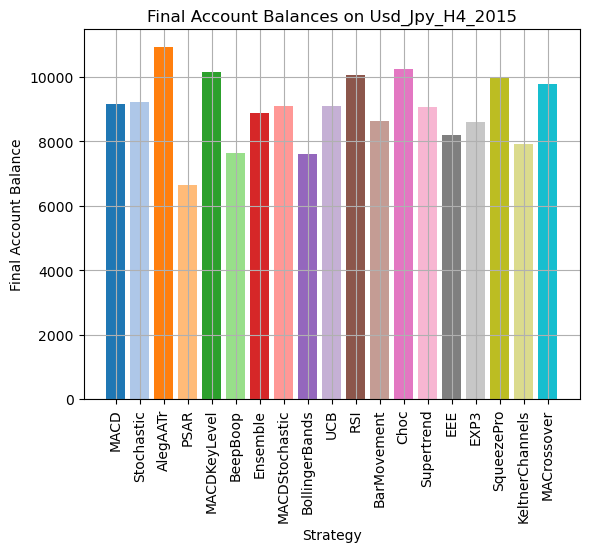 Final Account Balances on Usd_Jpy_H4_2015
Final Account Balance
10000
8000
6000
4000
2000
0
MACD
Stochastic
AlegAATr
PSAR
MACDKeyLevel
BeepBoop
Ensemble
MACDStochastic
BollingerBands
UCB
RSI
BarMovement
Choc
Supertrend
EEE
EXP3
SqueezePro
KeltnerChannels
MACrossover
Strategy